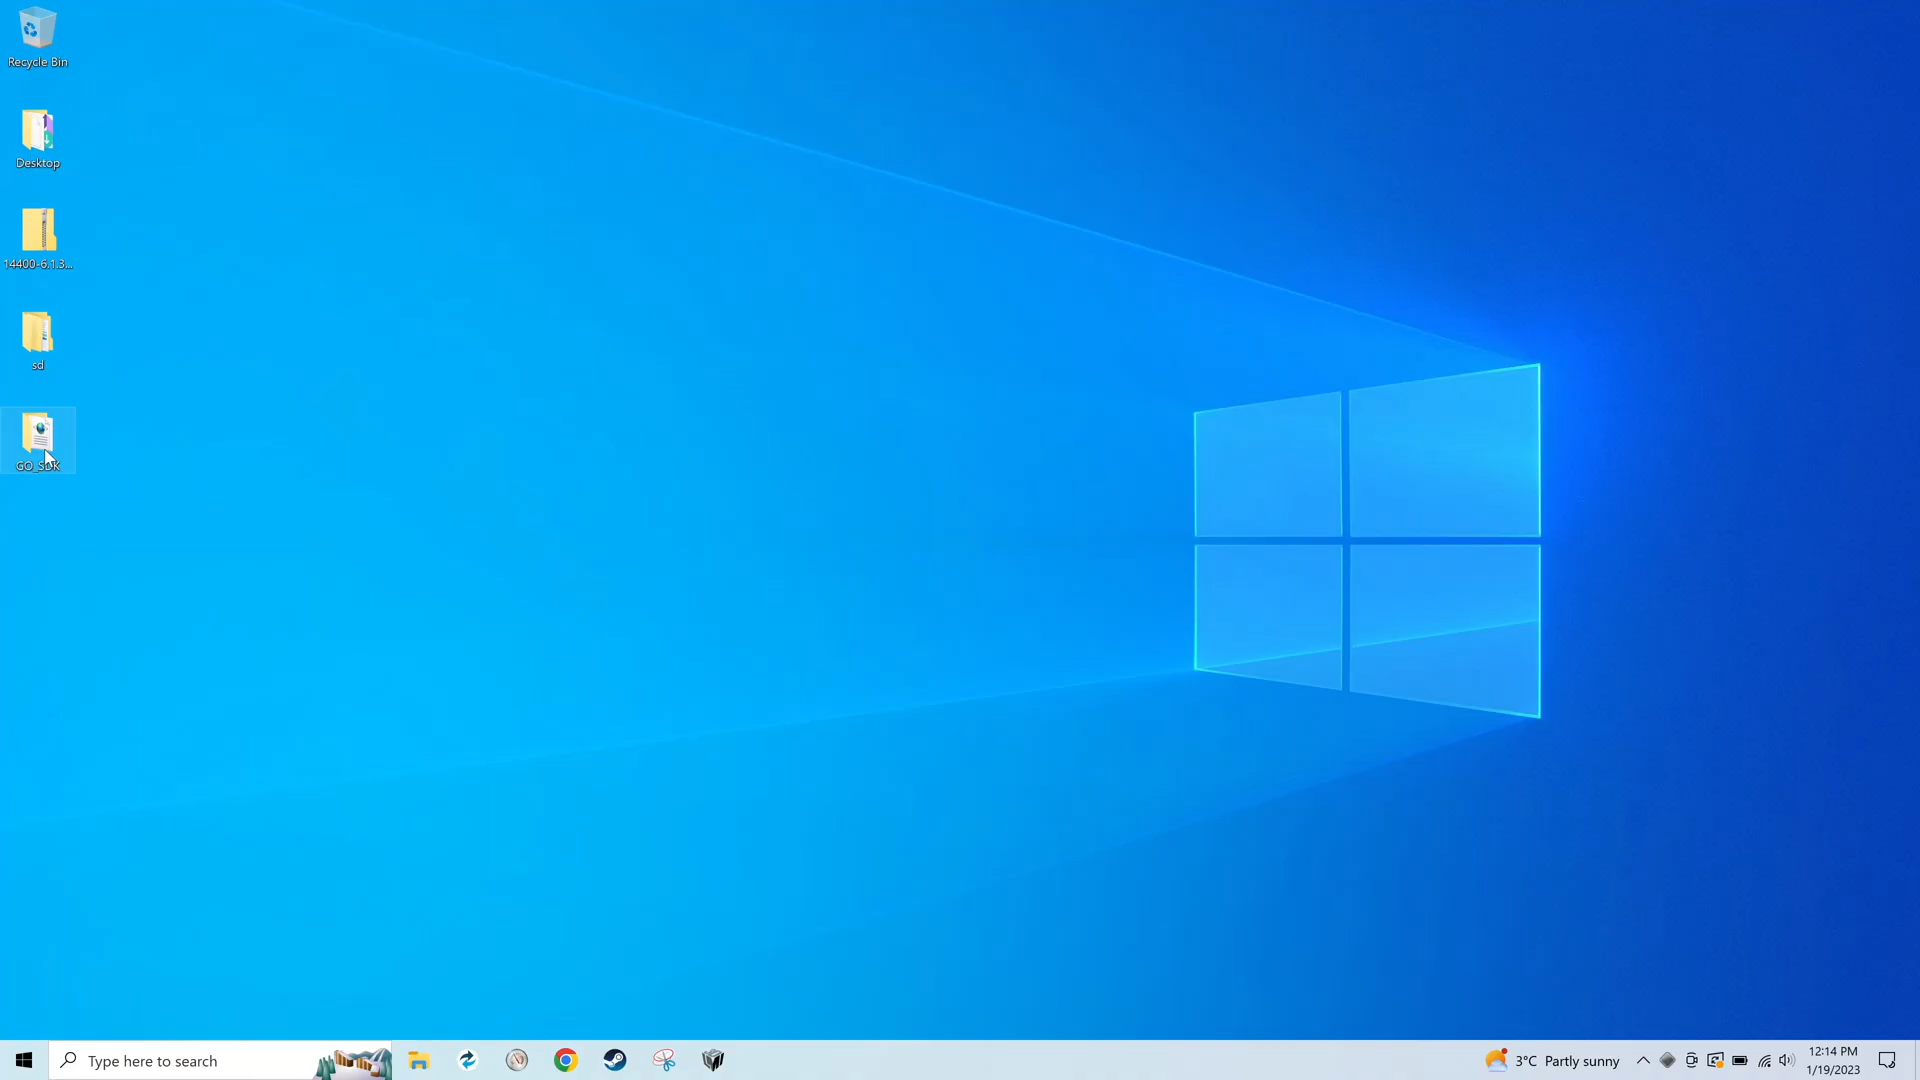 Recycle Bin
Desktop
14400-6.1.3...
sd
GO_SDK
Type here to search
3°C Partly sunny
12:14 PM
1/19/2023